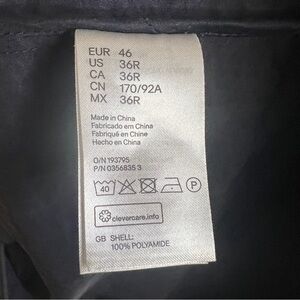 EUR 46
US 36R
CA 36R
CN 170/92A
MX 36R
Made in China
Fabricado em China
Fabriqué en Chine
Hecho en China
O/N 193795
P/N 0356835 3
40 P
clevercare.info
GB SHELL:
100% POLYAMIDE